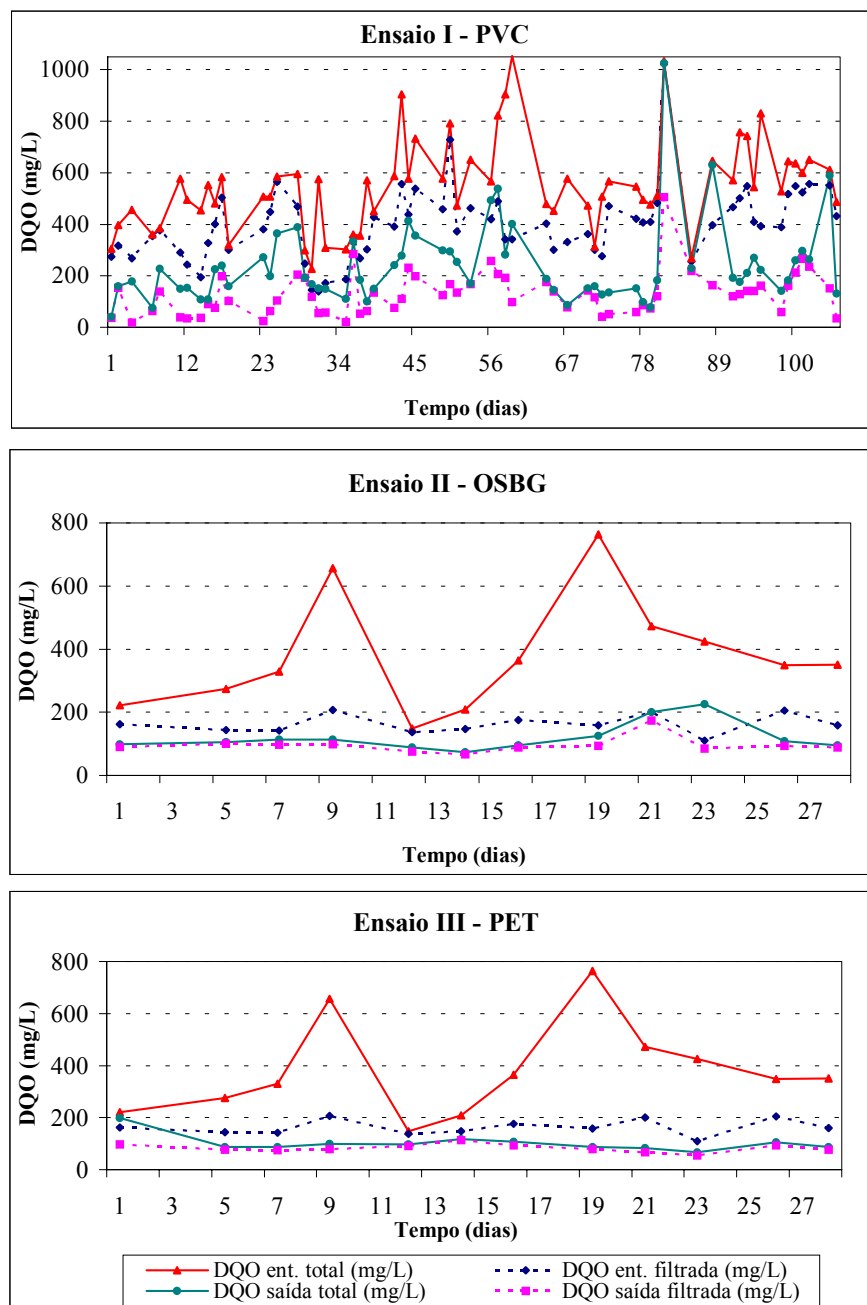 Ensaio I - PVC
1000
800
600
400
200
0
DQO (mg/L)
1 12 23 34 45 56 67 78 89 100
Tempo (dias)
Ensaio II - OSBG
800
600
400
200
0
DQO (mg/L)
1 3 5 7 9 11 13 15 17 19 21 23 25 27
Tempo (dias)
Ensaio III - PET
800
600
400
200
0
DQO (mg/L)
1 3 5 7 9 11 13 15 17 19 21 23 25 27
Tempo (dias)
DQO ent. total (mg/L) DQO ent. filtrada (mg/L)
DQO saída total (mg/L) DQO saída filtrada (mg/L)